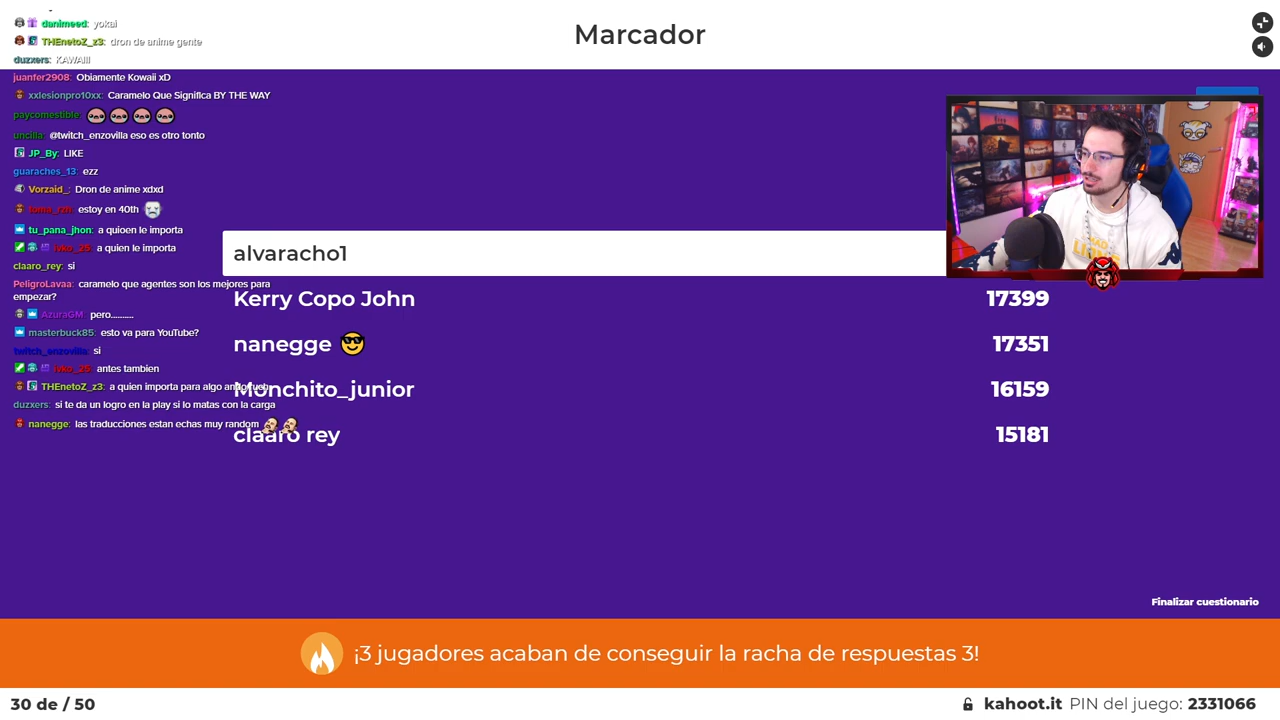 Marcador
danimeed: yokai
THEnetoZ_z3: dron de anime gente
duzxers: KAWAIII
juanfer2908: Obiamente Kowaii xD
xxlesionpro10xx: Caramelo Que Significa BY THE WAY
paycomestible:
uncilla: @twitch_enzovilla eso es otro tonto
JP_By: LIKE
guaraches_13: ezz
Vorzaid_: Dron de anime xdxd
estoy en 40th
tu_pana_jhon: a quioen le importa
ivko_25: a quien le importa
claaro_rey: si
PeligroLavaa: caramelo que agentes son los mejores para
empezar?
AzuraGM: pero..........
masterbuck85: esto va para YouTube?
twitch_enzovilla: si
ivko_25: antes tambien
THEnetoZ_z3: a quien importa para algo
duzxers: si te da un logro en la play si lo matas con la carga
nanegge: las traducciones estan echas muy random
alvaracho1
Kerry Copo John 17399
nanegge 😎 17351
Monchito_junior 16159
claaro rey 15181
Finalizar cuestionario
¡3 jugadores acaban de conseguir la racha de respuestas 3!
30 de / 50
kahoot.it PIN del juego: 2331066